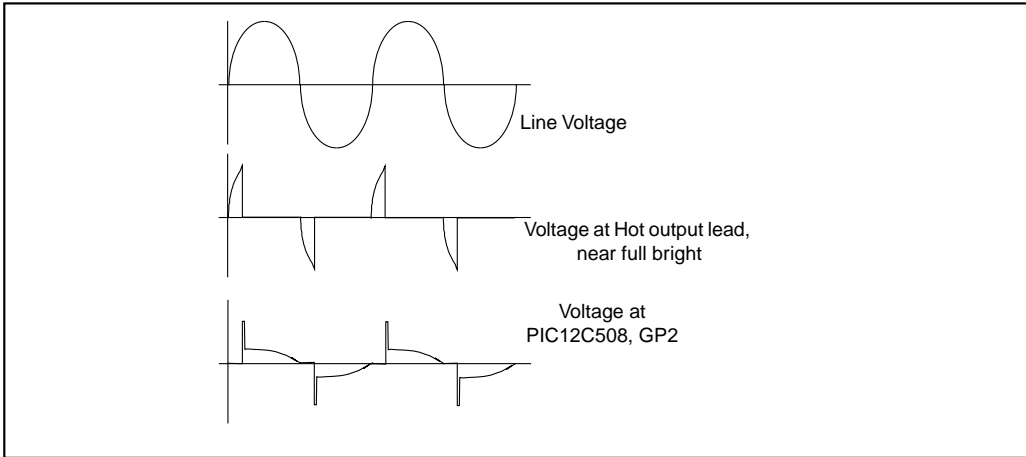 Line Voltage
Voltage at Hot output lead,
near full bright
Voltage at
PIC12C508, GP2